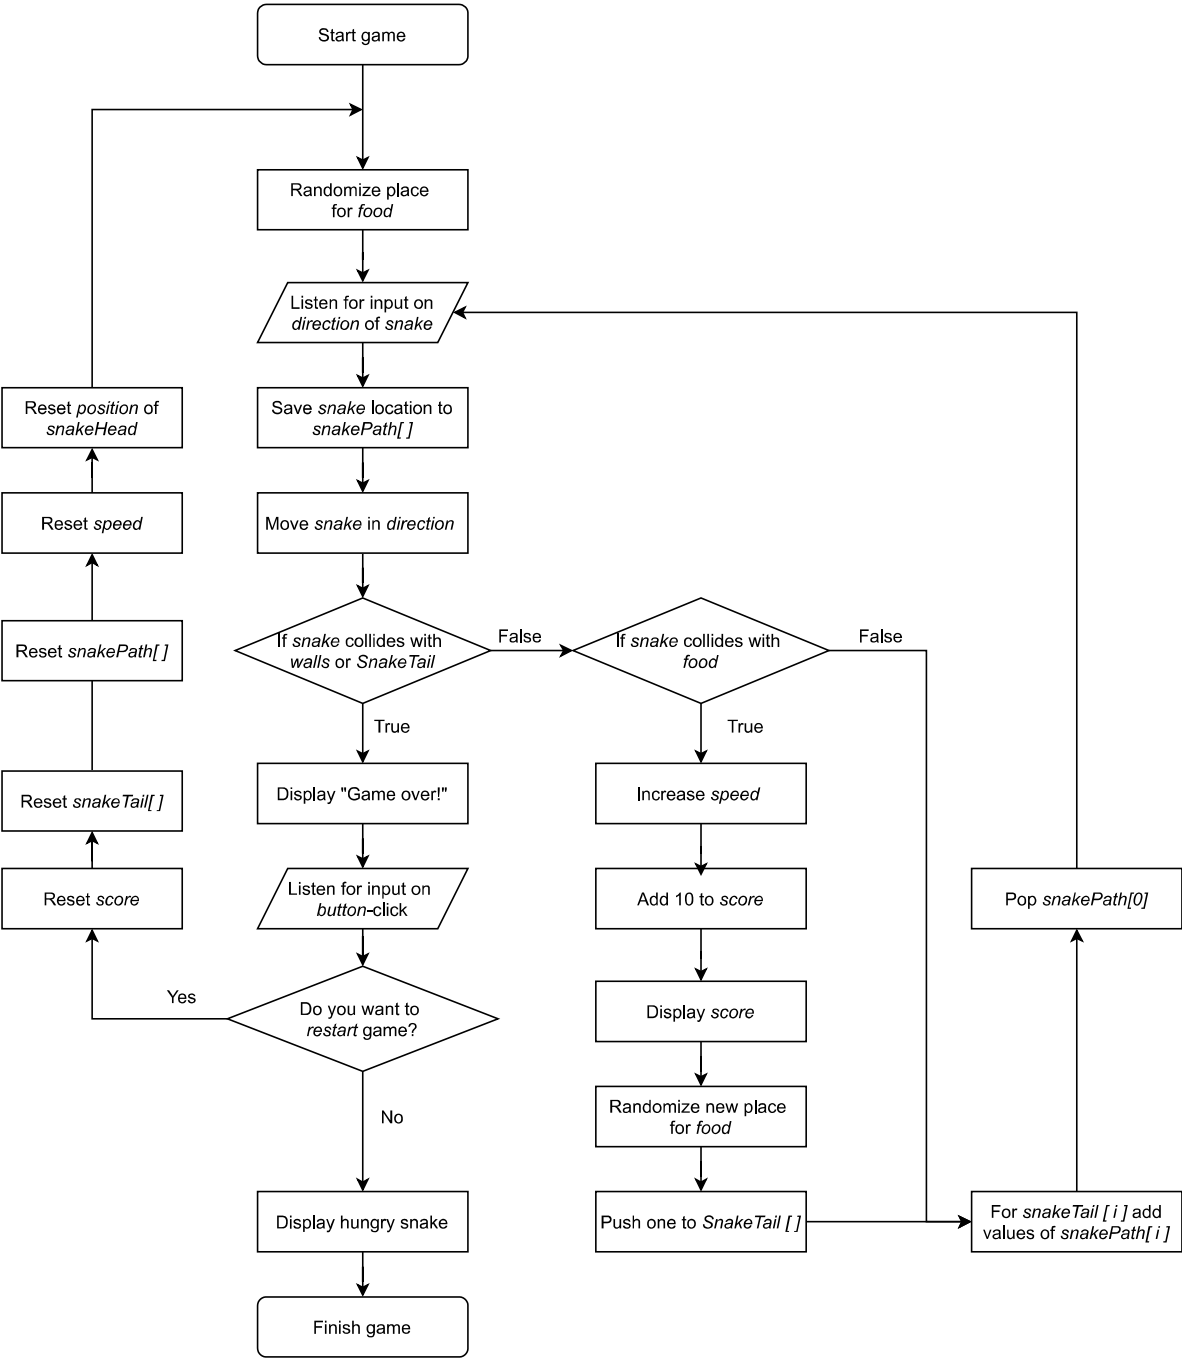 Start game
Randomize place
for food
Listen for input on
direction of snake
Reset position of
snakeHead
Save snake location to
snakePath[ ]
Reset speed
Move snake in direction
Reset snakePath[ ]
If snake collides with
walls or SnakeTail
False
If snake collides with
food
False
True
True
Reset snakeTail[ ]
Display "Game over!"
Increase speed
Reset score
Listen for input on
button-click
Add 10 to score
Pop snakePath[0]
Yes
Do you want to
restart game?
Display score
No
Randomize new place
for food
Display hungry snake
Push one to SnakeTail [ ]
For snakeTail [ i ] add
values of snakePath[ i ]
Finish game